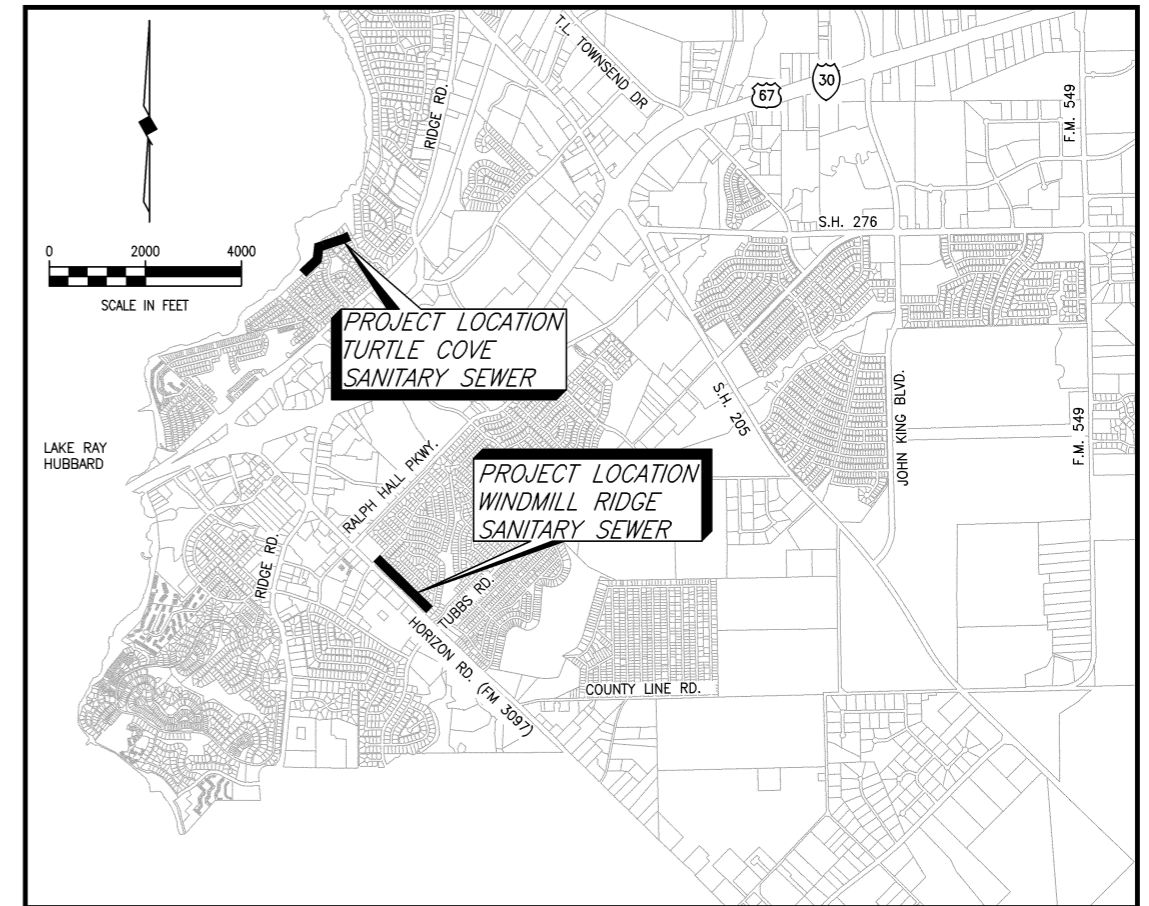 T.L. TOWNSEND DR
67
30
F.M. 549
RIDGE RD.
S.H. 276
0 2000 4000
SCALE IN FEET
PROJECT LOCATION
TURTLE COVE
SANITARY SEWER
S.H. 205
JOHN KING BLVD.
F.M. 549
LAKE RAY
HUBBARD
RALPH HALL PKWY.
PROJECT LOCATION
WINDMILL RIDGE
SANITARY SEWER
RIDGE RD.
TUBBS RD.
HORIZON RD. (FM 3097)
COUNTY LINE RD.